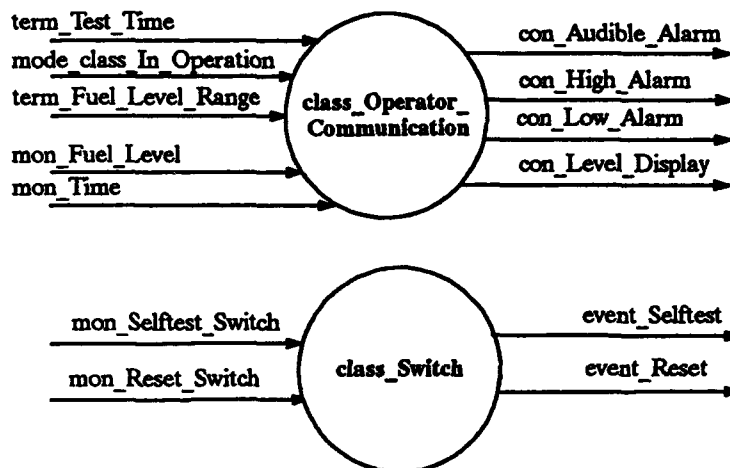 term_Test_Time
con_Audible_Alarm
mode_class_In_Operation
con_High_Alarm
term_Fuel_Level_Range
class_Operator_
Communication
con_Low_Alarm
mon_Fuel_Level
con_Level_Display
mon_Time
mon_Selftest_Switch
event_Selftest
mon_Reset_Switch
class_Switch
event_Reset